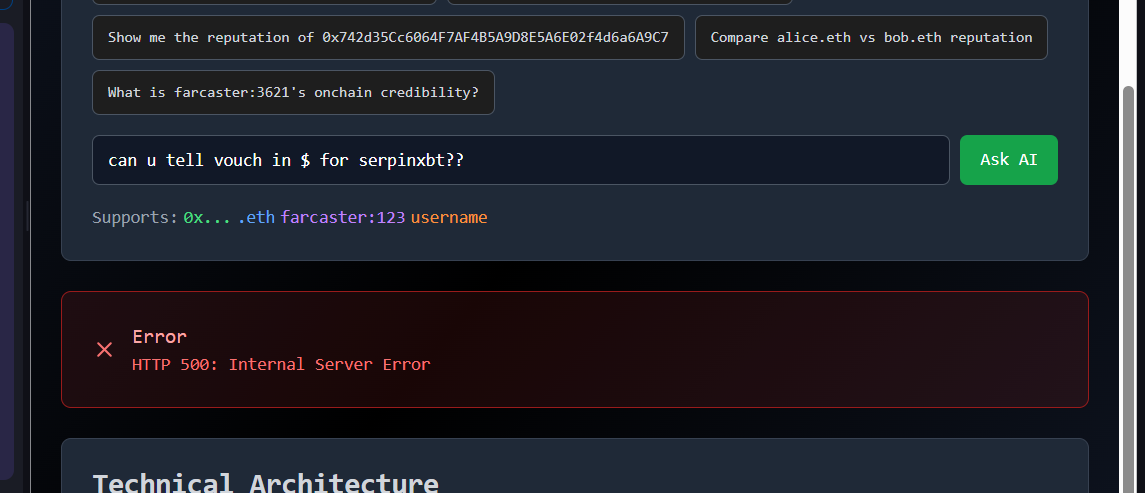 Show me the reputation of 0x742d35Cc6064F7AF4B5A9D8E5A6E02f4d6a6A9C7
Compare alice.eth vs bob.eth reputation
What is farcaster:3621's onchain credibility?
can u tell vouch in $ for serpinxbt??
Ask AI
Supports: 0x... .eth farcaster:123 username
Error
HTTP 500: Internal Server Error
Technical Architecture